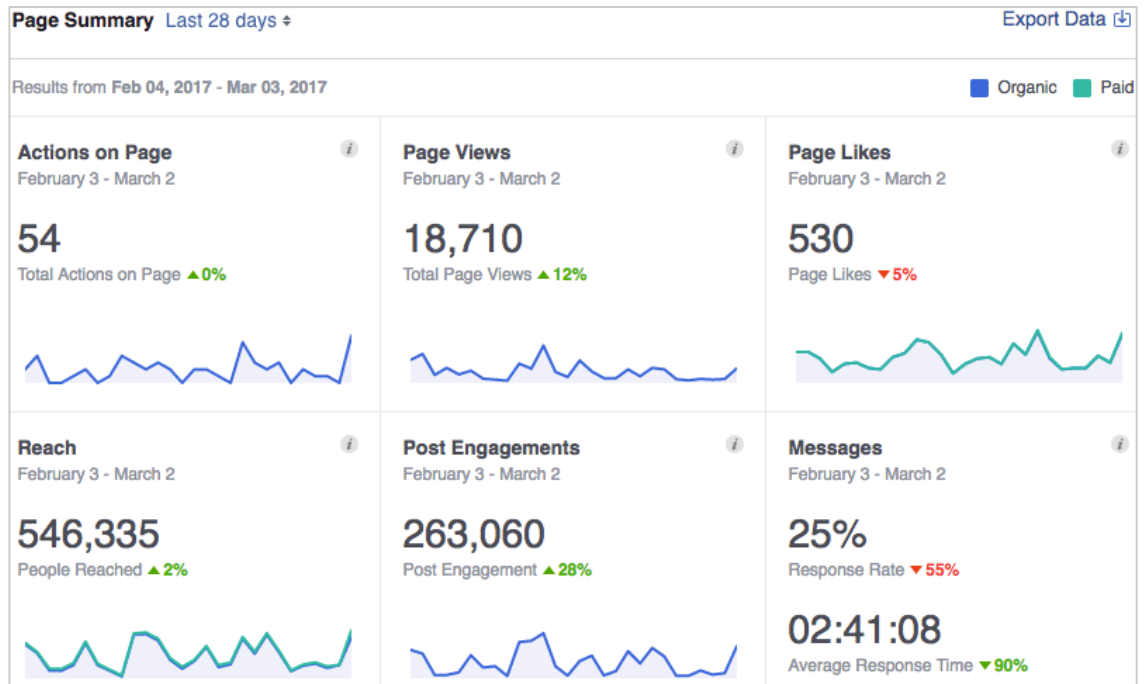 Page Summary Last 28 days
Export Data
Results from Feb 04, 2017 - Mar 03, 2017
Organic Paid
Actions on Page
February 3 - March 2
54
Total Actions on Page ▲0%
Page Views
February 3 - March 2
18,710
Total Page Views ▲12%
Page Likes
February 3 - March 2
530
Page Likes ▼5%
Reach
February 3 - March 2
546,335
People Reached ▲2%
Post Engagements
February 3 - March 2
263,060
Post Engagement ▲28%
Messages
February 3 - March 2
25%
Response Rate ▼55%
02:41:08
Average Response Time ▼90%